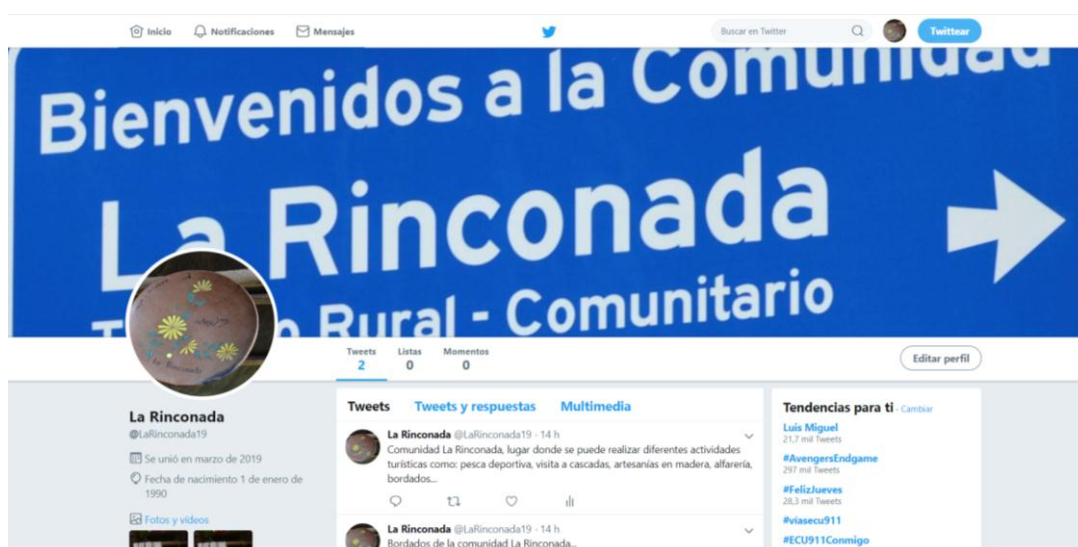 Inicio
Notificaciones
Mensajes
Buscar en Twitter
Twittear
Bienvenidos a la Comunidad
La Rinconada
Rural - Comunitario
La Rinconada
Tweets
2
Listas
0
Momentos
0
Editar perfil
La Rinconada
@LaRinconada19
Se unió en marzo de 2019
Fecha de nacimiento 1 de enero de
1990
Fotos y vídeos
Tweets Tweets y respuestas Multimedia
La Rinconada @LaRinconada19 · 14 h
Comunidad La Rinconada, lugar donde se puede realizar diferentes actividades
turísticas como: pesca deportiva, visita a cascadas, artesanías en madera, alfarería,
bordados...
La Rinconada @LaRinconada19 · 14 h
Bordados de la comunidad La Rinconada...
Tendencias para ti · Cambiar
Luis Miguel
21,7 mil Tweets
#AvengersEndgame
297 mil Tweets
#FelizJueves
28,3 mil Tweets
#viasecu911
#ECU911Conmigo